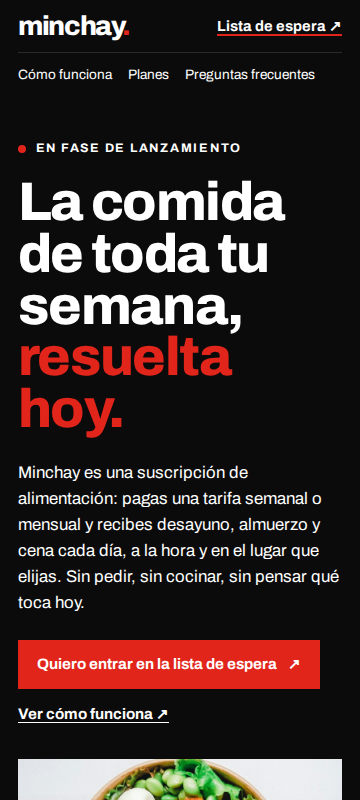 minchay.
Lista de espera ↗
Cómo funciona Planes Preguntas frecuentes
EN FASE DE LANZAMIENTO
La comida
de toda tu
semana,
resuelta
hoy.
Minchay es una suscripción de
alimentación: pagas una tarifa semanal o
mensual y recibes desayuno, almuerzo y
cena cada día, a la hora y en el lugar que
elijas. Sin pedir, sin cocinar, sin pensar qué
toca hoy.
Quiero entrar en la lista de espera ↗
Ver cómo funciona ↗